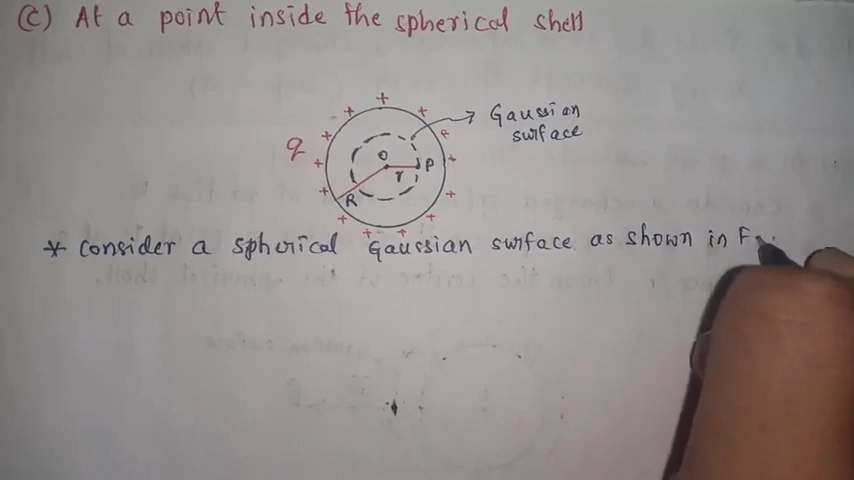 (c) At a point inside the spherical shell
Gaussian
surface
q
O
P
r
R
* Consider a spherical Gaussian surface as shown in F